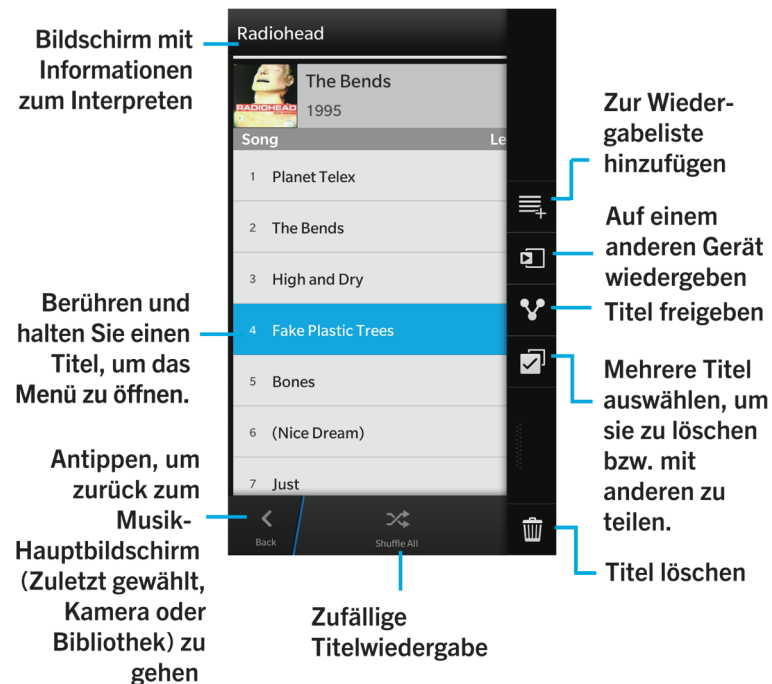 Bildschirm mit
Informationen
zum Interpreten
Radiohead
RADIOHEAD
The Bends
1995
Song
Le
1 Planet Telex
2 The Bends
3 High and Dry
4 Fake Plastic Trees
5 Bones
6 (Nice Dream)
7 Just
Back
Shuffle All
Berühren und
halten Sie einen
Titel, um das
Menü zu öffnen.
Antippen, um
zurück zum
Musik-
Hauptbildschirm
(Zuletzt gewählt,
Kamera oder
Bibliothek) zu
gehen
Zufällige
Titelwiedergabe
Zur Wieder-
gabeliste
hinzufügen
Auf einem
anderen Gerät
wiedergeben
Titel freigeben
Mehrere Titel
auswählen, um
sie zu löschen
bzw. mit
anderen zu
teilen.
Titel löschen